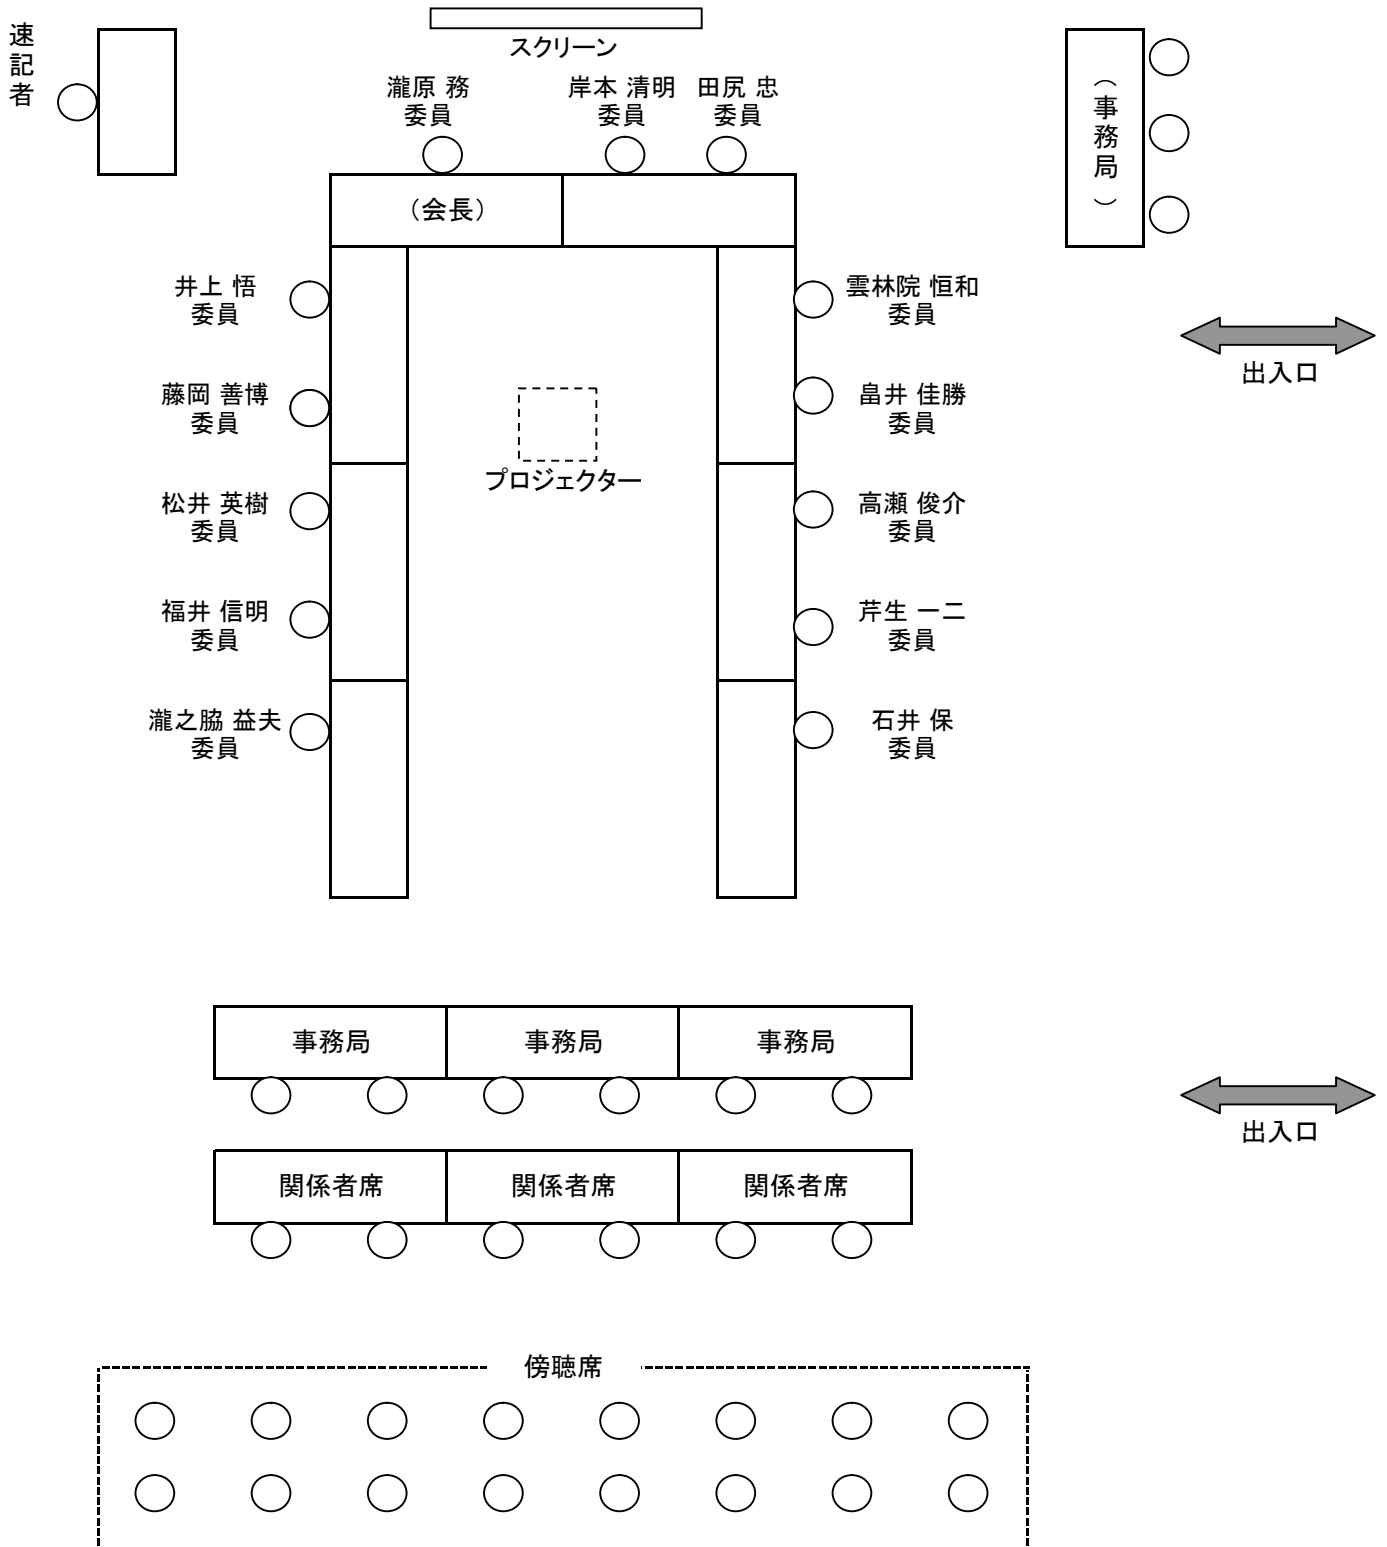 速記者
スクリーン
瀧原 務
委員
岸本 清明
委員
田尻 忠
委員
（事務局）
（会長）
井上 悟
委員
雲林院 恒和
委員
出入口
藤岡 善博
委員
畠井 佳勝
委員
プロジェクター
松井 英樹
委員
高瀬 俊介
委員
福井 信明
委員
芹生 一二
委員
瀧之脇 益夫
委員
石井 保
委員
事務局
事務局
事務局
出入口
関係者席
関係者席
関係者席
傍聴席